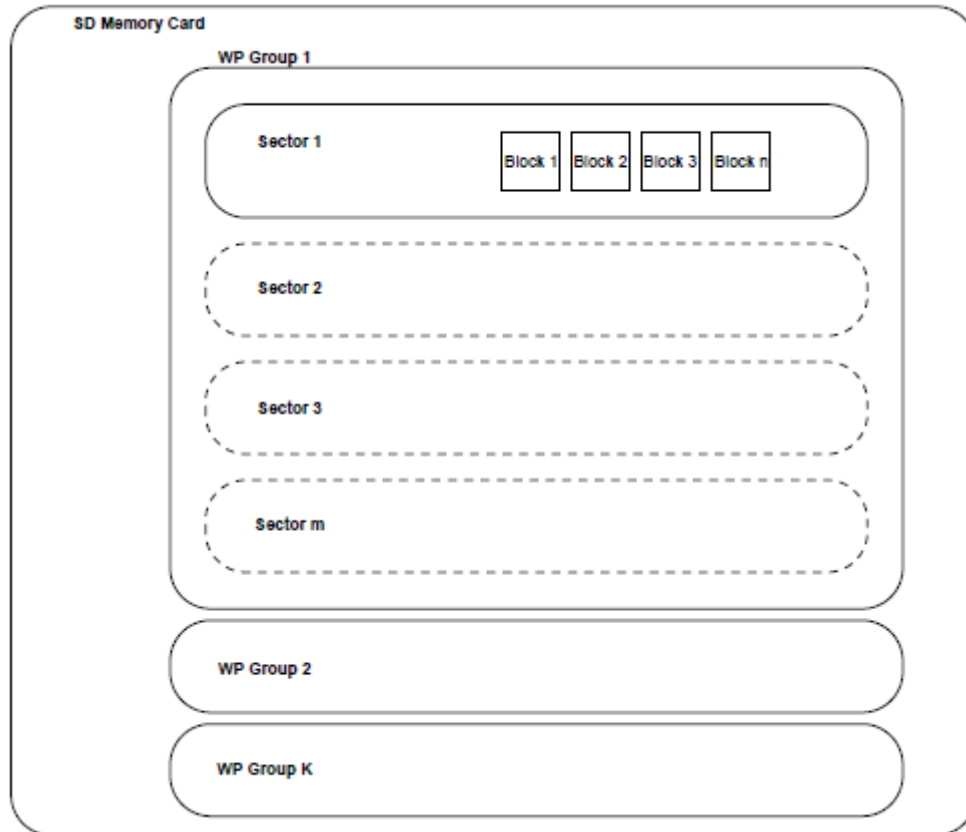 SD Memory Card
WP Group 1
Sector 1
Block 1 Block 2 Block 3 Block n
Sector 2
Sector 3
Sector m
WP Group 2
WP Group K